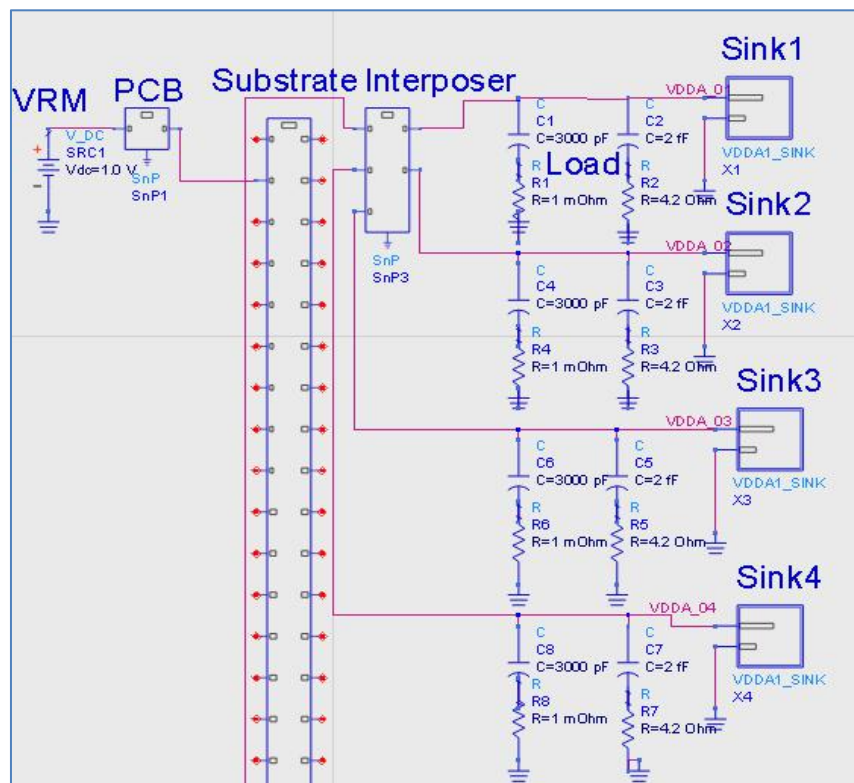 VRM
PCB
Substrate
Interposer
V_DC
SRC1
Vdc=1.0 V
SnP
SnP1
SnP
SnP3
Load
C
C1
C=3000 pF
R
R1
R=1 mOhm
C
C2
C=2 fF
R
R2
R=4.2 Ohm
VDDA_01
Sink1
VDDA1_SINK
X1
C
C4
C=3000 pF
R
R4
R=1 mOhm
C
C3
C=2 fF
R
R3
R=4.2 Ohm
VDDA_02
Sink2
VDDA1_SINK
X2
C
C6
C=3000 pF
R
R6
R=1 mOhm
C
C5
C=2 fF
R
R5
R=4.2 Ohm
VDDA_03
Sink3
VDDA1_SINK
X3
C
C8
C=3000 pF
R
R8
R=1 mOhm
C
C7
C=2 fF
R
R7
R=4.2 Ohm
VDDA_04
Sink4
VDDA1_SINK
X4